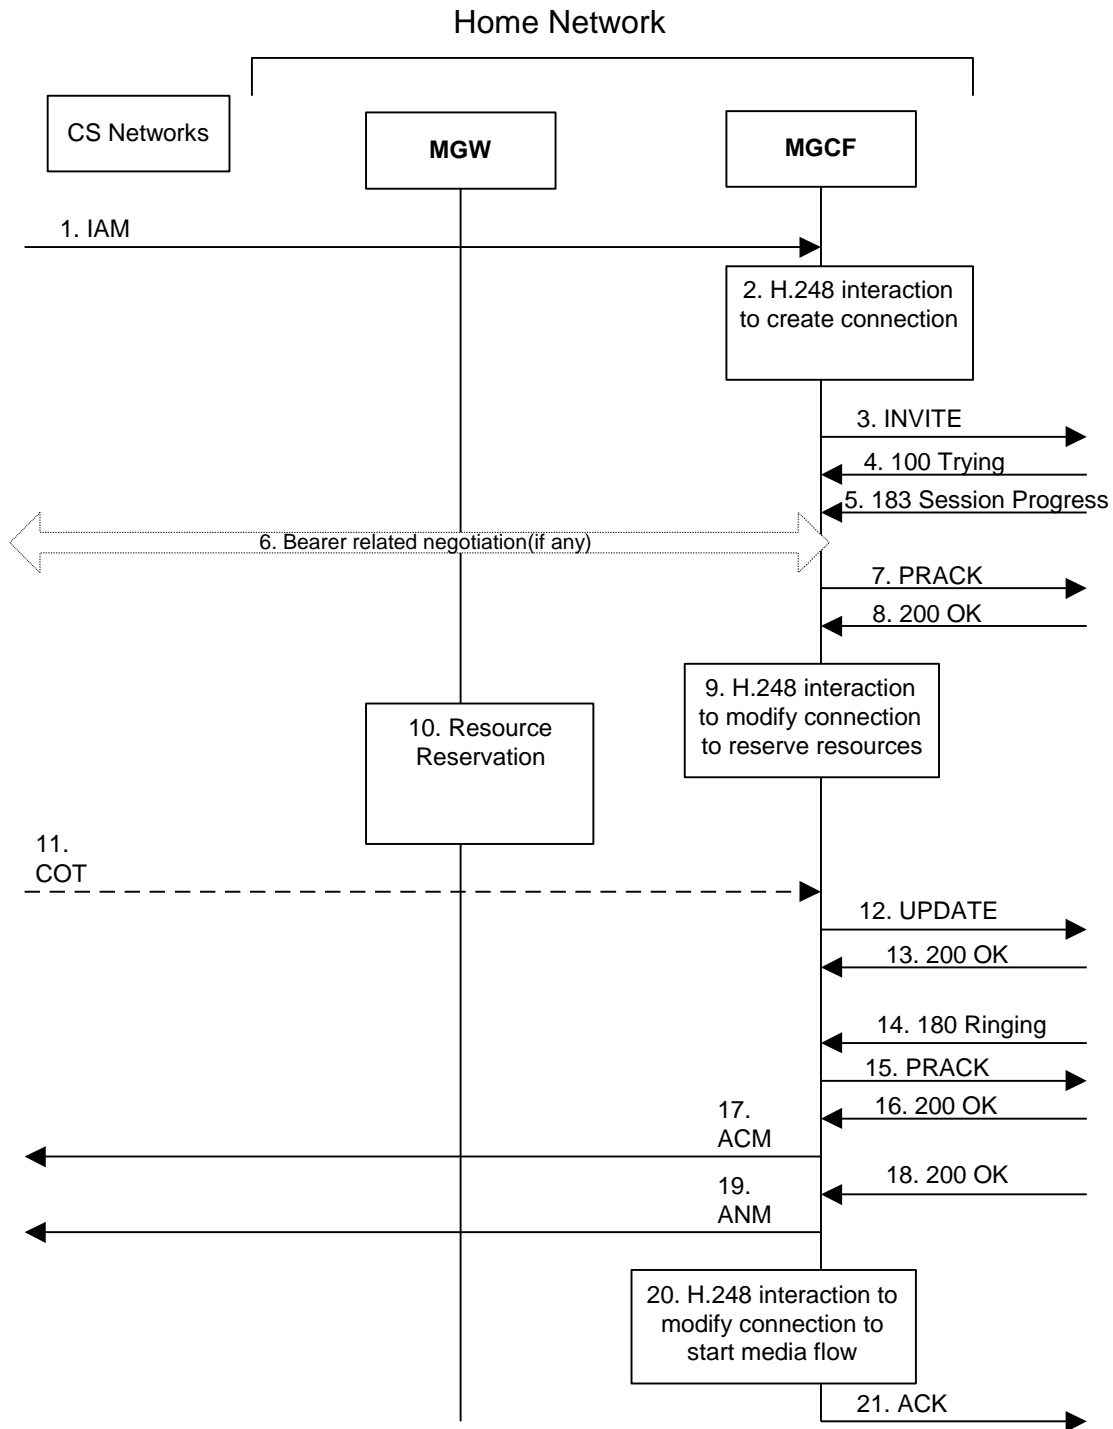 Home Network
CS Networks
MGW
MGCF
1. IAM
2. H.248 interaction
to create connection
3. INVITE
4. 100 Trying
5. 183 Session Progress
6. Bearer related negotiation(if any)
7. PRACK
8. 200 OK
9. H.248 interaction
to modify connection
to reserve resources
10. Resource
Reservation
11.
COT
12. UPDATE
13. 200 OK
14. 180 Ringing
15. PRACK
16. 200 OK
17.
ACM
18. 200 OK
19.
ANM
20. H.248 interaction to
modify connection to
start media flow
21. ACK